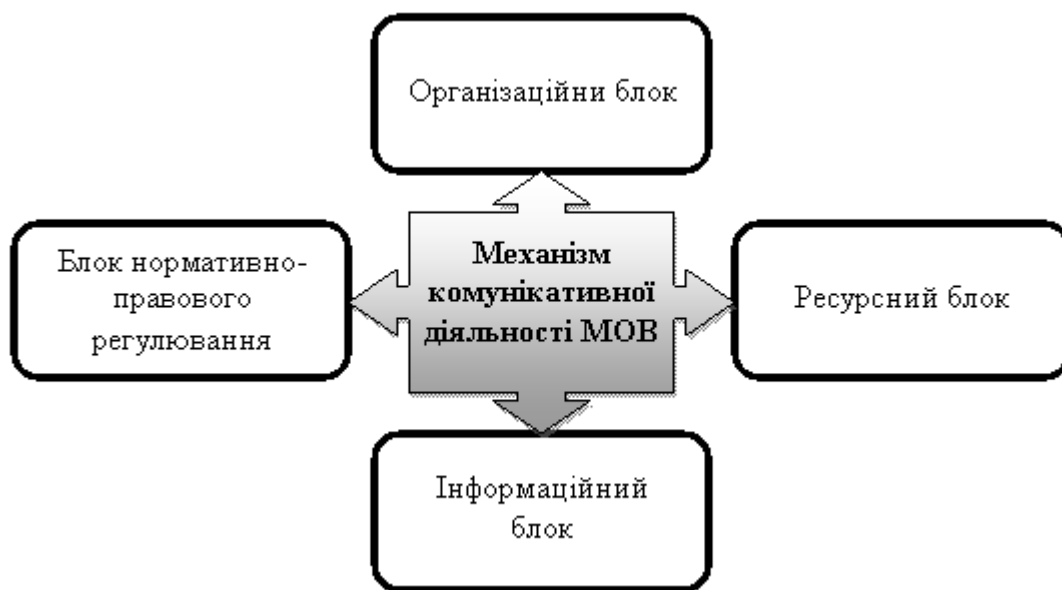 Організаційни блок
Блок нормативно-
правового
регулювання
Механізм
комунікативної
діяльності МОВ
Ресурсний блок
Інформаційний
блок